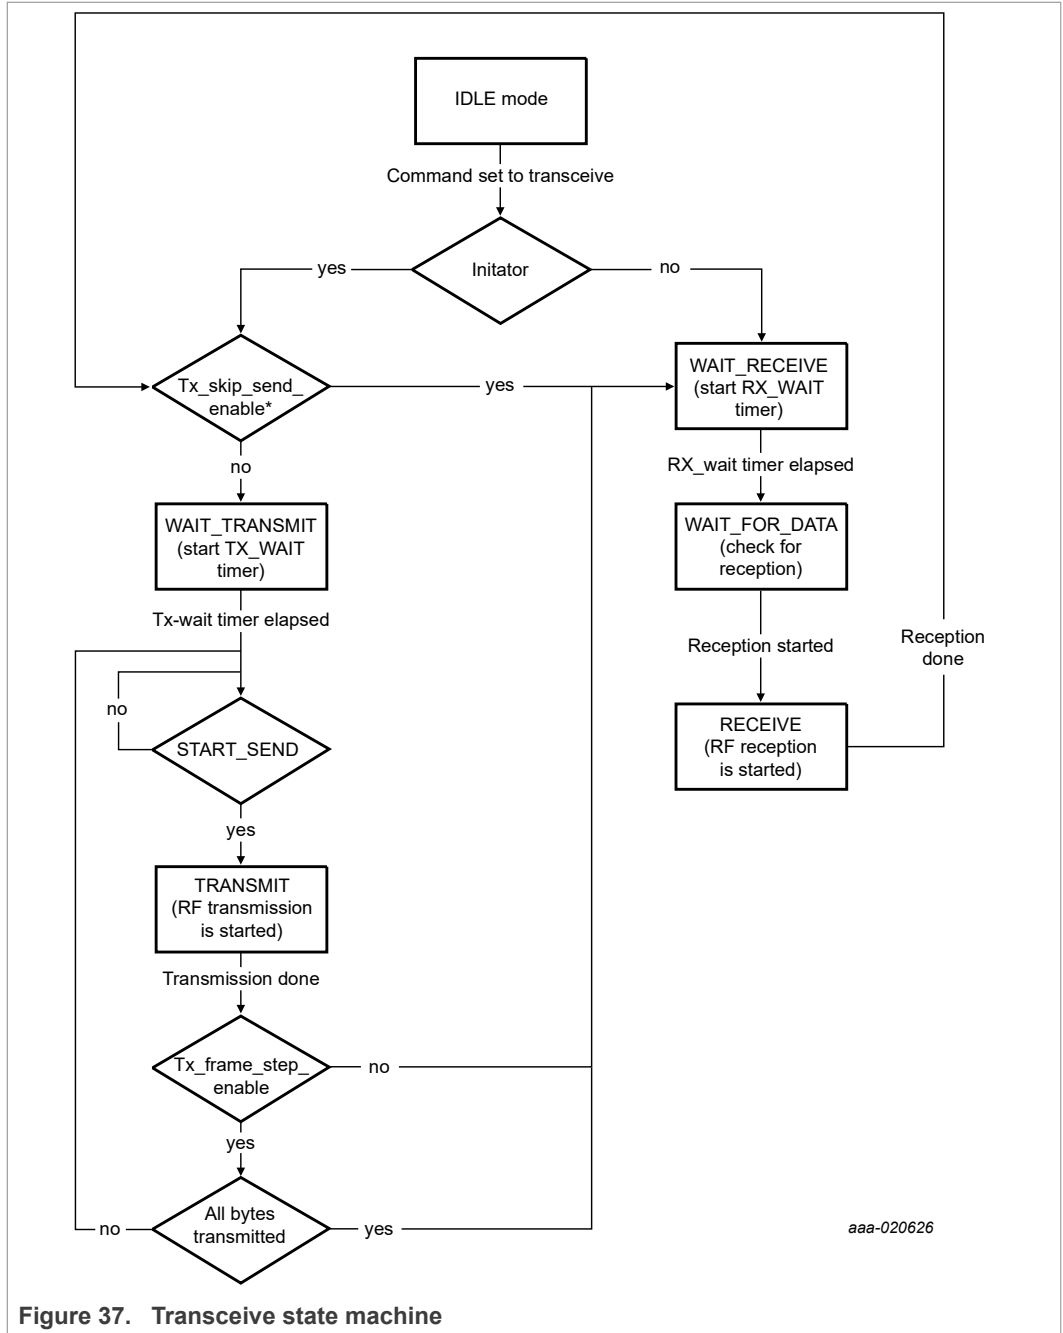 IDLE mode
Command set to transceive
Initator
yes
no
Tx_skip_send_
enable*
yes
WAIT_RECEIVE
(start RX_WAIT
timer)
no
RX_wait timer elapsed
WAIT_TRANSMIT
(start TX_WAIT
timer)
WAIT_FOR_DATA
(check for
reception)
Tx-wait timer elapsed
Reception started
Reception
done
no
START_SEND
RECEIVE
(RF reception
is started)
yes
TRANSMIT
(RF transmission
is started)
Transmission done
Tx_frame_step_
enable
no
yes
All bytes
transmitted
no
yes
aaa-020626
Figure 37. Transceive state machine